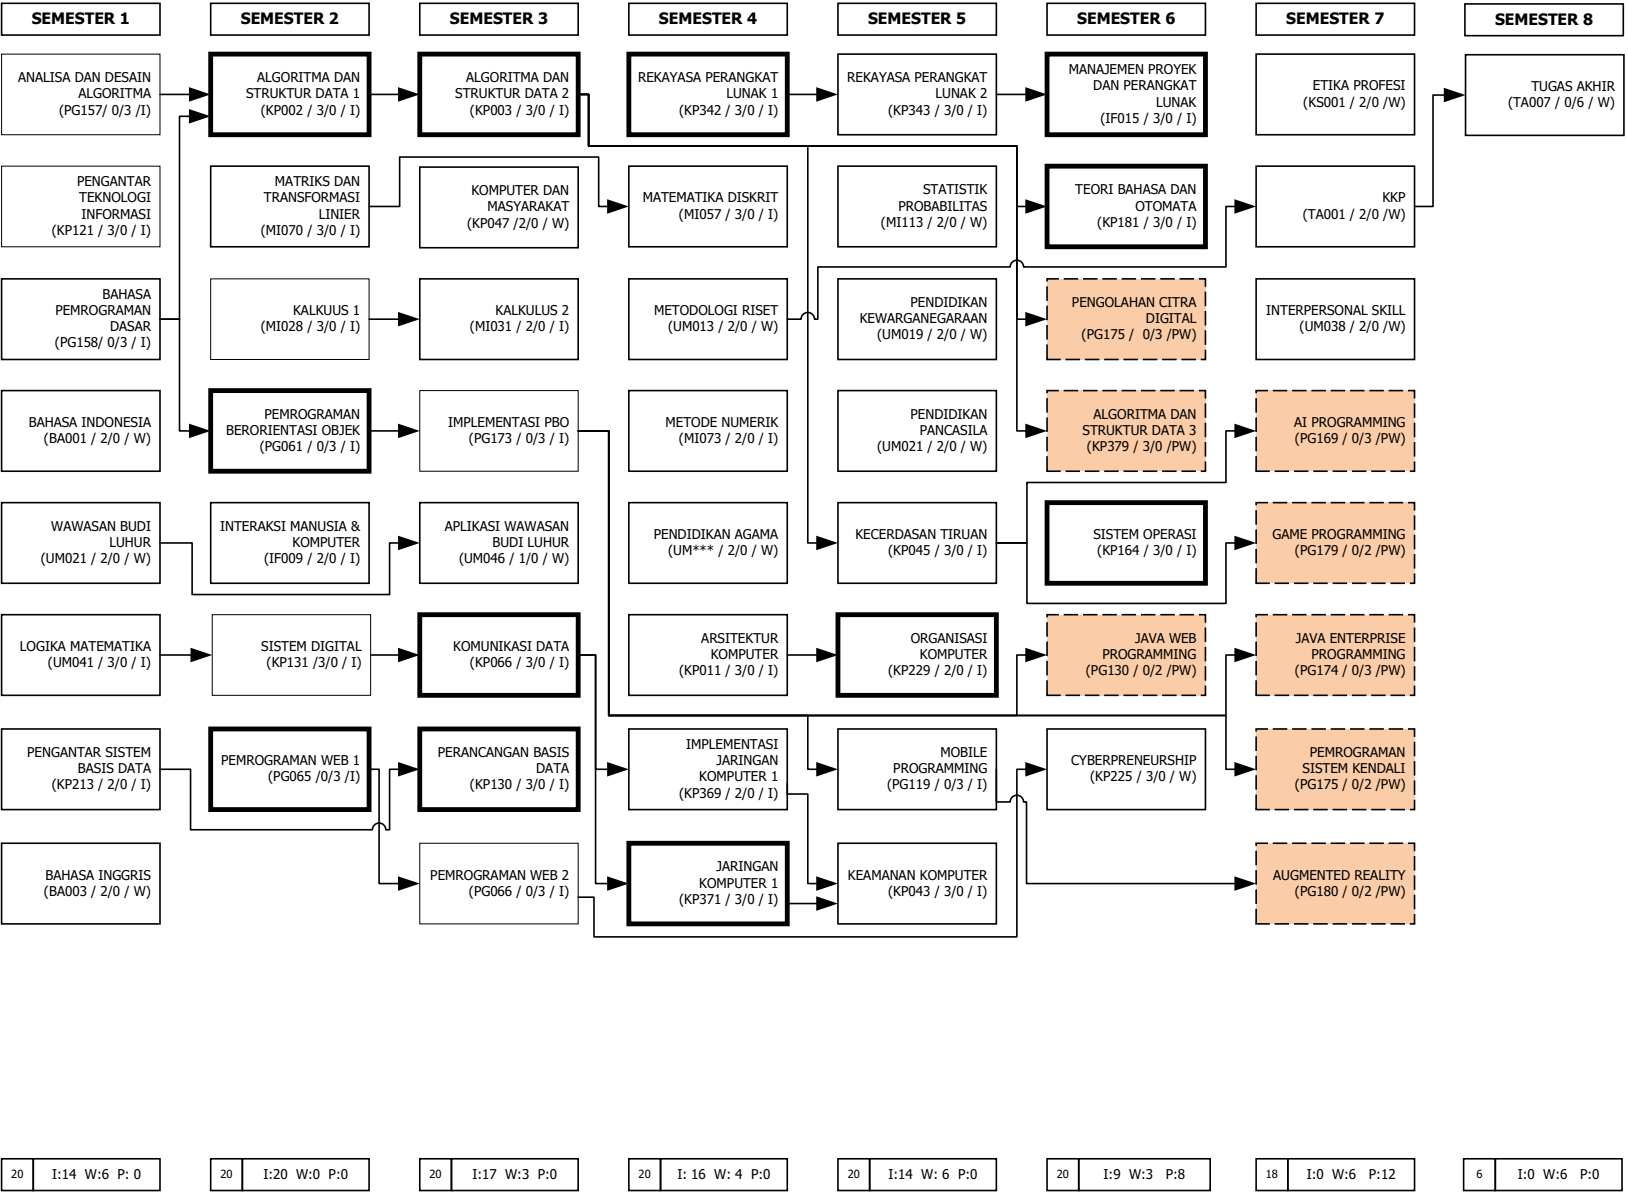 SEMESTER 1
SEMESTER 2
SEMESTER 3
SEMESTER 4
SEMESTER 5
SEMESTER 6
SEMESTER 7
SEMESTER 8
ANALISA DAN DESAIN
ALGORITMA
(PG157/ 0/3 /I)
ALGORITMA DAN
STRUKTUR DATA 1
(KP002 / 3/0 / I)
ALGORITMA DAN
STRUKTUR DATA 2
(KP003 / 3/0 / I)
REKAYASA PERANGKAT
LUNAK 1
(KP342 / 3/0 / I)
REKAYASA PERANGKAT
LUNAK 2
(KP343 / 3/0 / I)
MANAJEMEN PROYEK
DAN PERANGKAT
LUNAK
(IF015 / 3/0 / I)
ETIKA PROFESI
(KS001 / 2/0 /W)
TUGAS AKHIR
(TA007 / 0/6 / W)
PENGANTAR
TEKNOLOGI
INFORMASI
(KP121 / 3/0 / I)
MATRIKS DAN
TRANSFORMASI
LINIER
(MI070 / 3/0 / I)
KOMPUTER DAN
MASYARAKAT
(KP047 /2/0 / W)
MATEMATIKA DISKRIT
(MI057 / 3/0 / I)
STATISTIK
PROBABILITAS
(MI113 / 2/0 / W)
TEORI BAHASA DAN
OTOMATA
(KP181 / 3/0 / I)
KKP
(TA001 / 2/0 /W)
BAHASA
PEMROGRAMAN
DASAR
(PG158/ 0/3 / I)
KALKUUS 1
(MI028 / 3/0 / I)
KALKULUS 2
(MI031 / 2/0 / I)
METODOLOGI RISET
(UM013 / 2/0 / W)
PENDIDIKAN
KEWARGANEGARAAN
(UM019 / 2/0 / W)
PENGOLAHAN CITRA
DIGITAL
(PG175 /  0/3 /PW)
INTERPERSONAL SKILL
(UM038 / 2/0 /W)
BAHASA INDONESIA
(BA001 / 2/0 / W)
PEMROGRAMAN
BERORIENTASI OBJEK
(PG061 / 0/3 / I)
IMPLEMENTASI PBO
(PG173 / 0/3 / I)
METODE NUMERIK
(MI073 / 2/0 / I)
PENDIDIKAN
PANCASILA
(UM021 / 2/0 / W)
ALGORITMA DAN
STRUKTUR DATA 3
(KP379 / 3/0 /PW)
AI PROGRAMMING
(PG169 / 0/3 /PW)
WAWASAN BUDI
LUHUR
(UM021 / 2/0 / W)
INTERAKSI MANUSIA &
KOMPUTER
(IF009 / 2/0 / I)
APLIKASI WAWASAN
BUDI LUHUR
(UM046 / 1/0 / W)
PENDIDIKAN AGAMA
(UM*** / 2/0 / W)
KECERDASAN TIRUAN
(KP045 / 3/0 / I)
SISTEM OPERASI
(KP164 / 3/0 / I)
GAME PROGRAMMING
(PG179 / 0/2 /PW)
LOGIKA MATEMATIKA
(UM041 / 3/0 / I)
SISTEM DIGITAL
(KP131 /3/0 / I)
KOMUNIKASI DATA
(KP066 / 3/0 / I)
ARSITEKTUR
KOMPUTER
(KP011 / 3/0 / I)
ORGANISASI
KOMPUTER
(KP229 / 2/0 / I)
JAVA WEB
PROGRAMMING
(PG130 / 0/2 /PW)
JAVA ENTERPRISE
PROGRAMMING
(PG174 / 0/3 /PW)
PENGANTAR SISTEM
BASIS DATA
(KP213 / 2/0 / I)
PEMROGRAMAN WEB 1
(PG065 /0/3 /I)
PERANCANGAN BASIS
DATA
(KP130 / 3/0 / I)
IMPLEMENTASI
JARINGAN
KOMPUTER 1
(KP369 / 2/0 / I)
MOBILE
PROGRAMMING
(PG119 / 0/3 / I)
CYBERPRENEURSHIP
(KP225 / 3/0 / W)
PEMROGRAMAN
SISTEM KENDALI
(PG175 / 0/2 /PW)
BAHASA INGGRIS
(BA003 / 2/0 / W)
PEMROGRAMAN WEB 2
(PG066 / 0/3 / I)
JARINGAN
KOMPUTER 1
(KP371 / 3/0 / I)
KEAMANAN KOMPUTER
(KP043 / 3/0 / I)
AUGMENTED REALITY
(PG180 / 0/2 /PW)
20 I:14 W:6 P: 0
20 I:20 W:0 P:0
20 I:17 W:3 P:0
20 I: 16 W: 4 P:0
20 I:14 W: 6 P:0
20 I:9 W:3 P:8
18 I:0 W:6 P:12
6 I:0 W:6 P:0